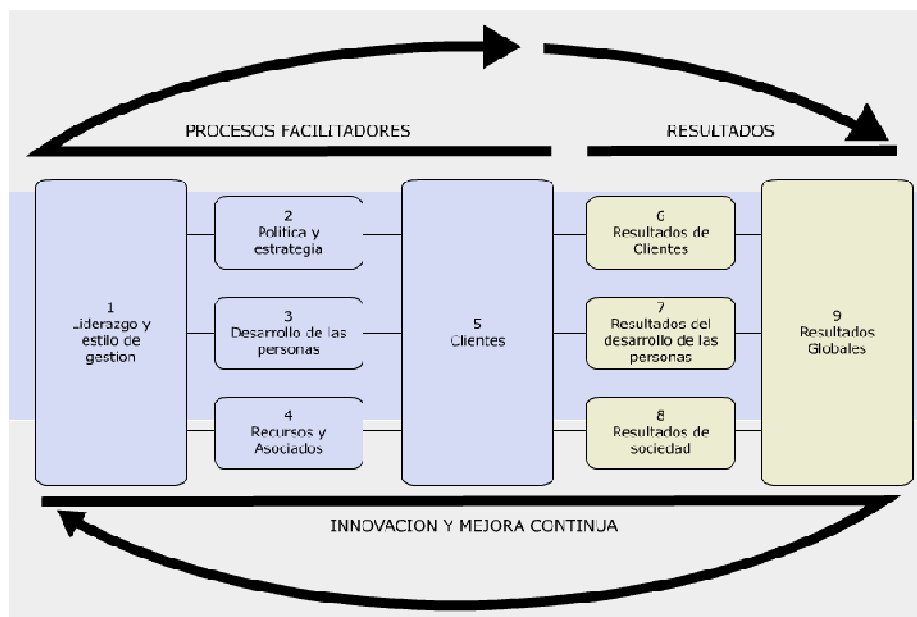 PROCESOS FACILITADORES
RESULTADOS
1
Liderazgo y
estilo de
gestion
2
Politica y
estrategia
3
Desarrollo de las
personas
4
Recursos y
Asociados
5
Clientes
6
Resultados de
Clientes
7
Resultados del
desarrollo de las
personas
8
Resultados de
sociedad
9
Resultados
Globales
INNOVACION Y MEJORA CONTINUA